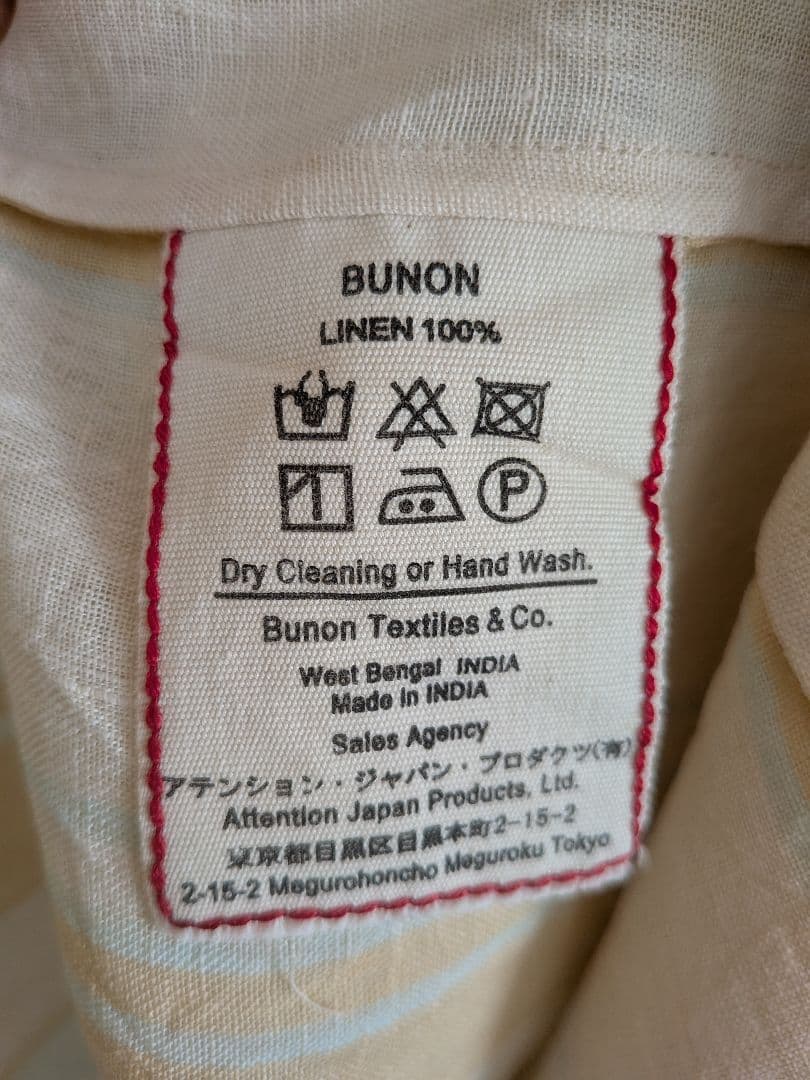 BUNON
LINEN 100%
P
Dry Cleaning or Hand Wash.
Bunon Textiles & Co.
West Bengal INDIA
Made in INDIA
Sales Agency
アテンション・ジャパン・プロダクツ(有)
Attention Japan Products, Ltd.
東京都目黒区目黒本町2-15-2
2-15-2 Megurohoncho Meguroku Tokyo